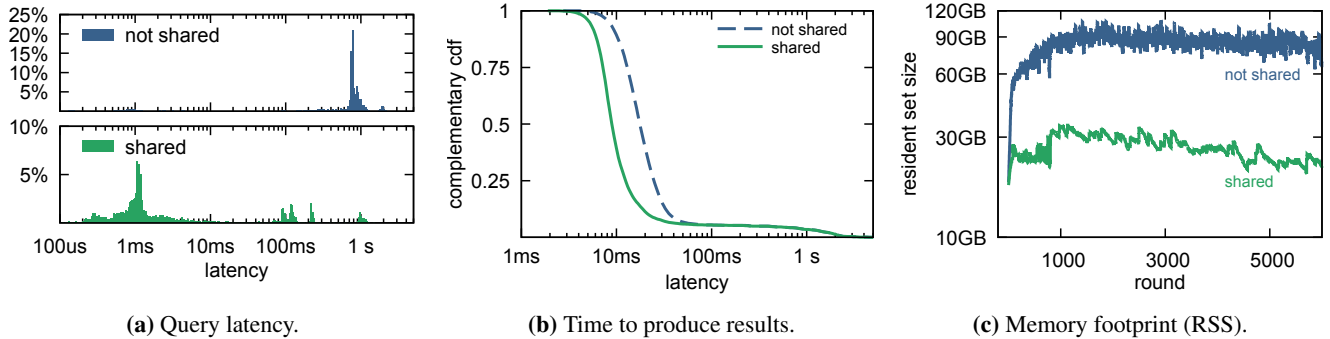 25%
20%
15%
10%
5%
not shared
10%
5%
shared
100us 1ms 10ms 100ms 1 s
latency
(a) Query latency.
complementary cdf
1
0.75
0.5
0.25
not shared
shared
1ms 10ms 100ms 1 s
latency
(b) Time to produce results.
resident set size
120GB
90GB
60GB
30GB
10GB
not shared
shared
1000 3000 5000
round
(c) Memory footprint (RSS).